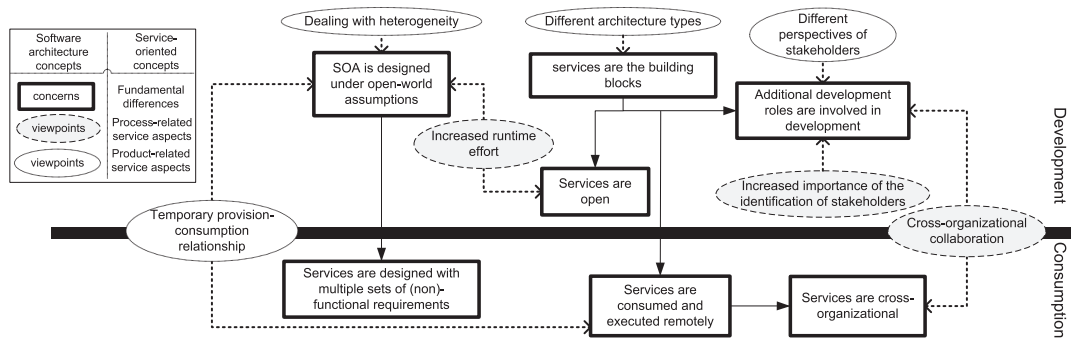 Software
architecture
concepts
Service-
oriented
concepts
concerns
Fundamental
differences
viewpoints
Process-related
service aspects
viewpoints
Product-related
service aspects
Dealing with heterogeneity
Different architecture types
Different
perspectives of
stakeholders
SOA is designed
under open-world
assumptions
services are the building
blocks
Additional development
roles are involved in
development
Increased runtime
effort
Services are
open
Increased importance of the
identification of stakeholders
Development
Temporary provision-
consumption
relationship
Cross-organizational
collaboration
Services are designed with
multiple sets of (non)-
functional requirements
Services are
consumed and
executed remotely
Services are cross-
organizational
Consumption